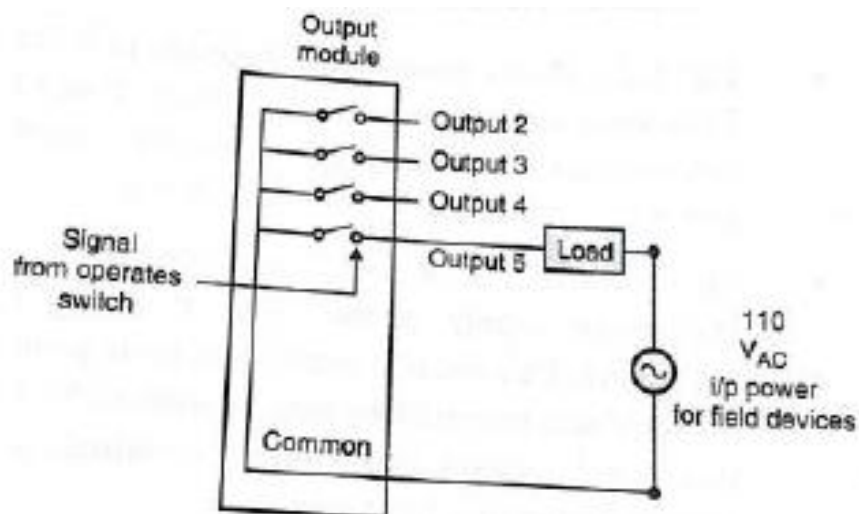 Output
module
Output 2
Output 3
Output 4
Output 5
Load
Signal
from operates
switch
110
VAC
i/p power
for field devices
Common